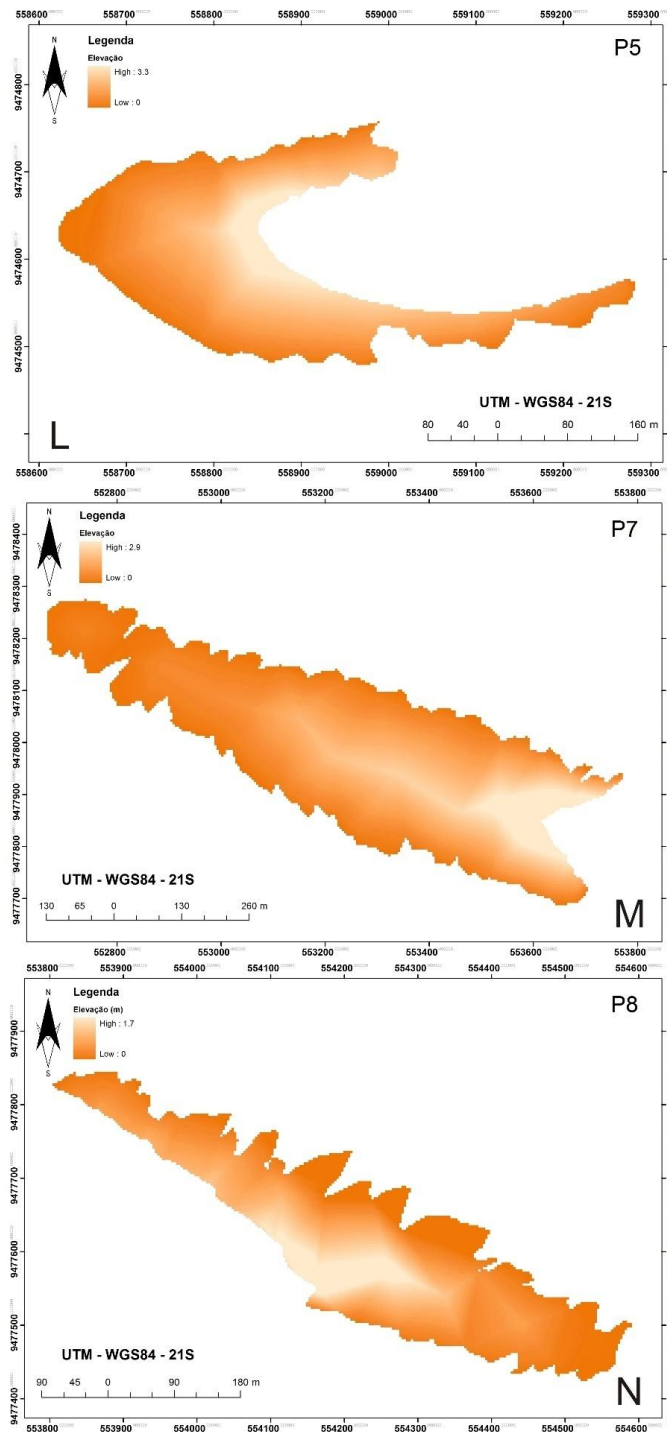 558600 558700 558800 558900 559000 559100 559200 559300
N
S
Legenda
Elevação
High : 3.3
Low : 0
P5
9474800
9474700
9474600
9474500
UTM - WGS84 - 21S
80 40 0 80 160 m
L
558600 558700 558800 558900 559000 559100 559200 559300
552800 553000 553200 553400 553600 553800
N
S
Legenda
Elevação
High : 2.9
Low : 0
P7
9478400
9478300
9478200
9478100
9478000
9477900
9477800
9477700
UTM - WGS84 - 21S
130 65 0 130 260 m
M
552800 553000 553200 553400 553600 553800
553800 553900 554000 554100 554200 554300 554400 554500 554600
N
S
Legenda
Elevação (m)
High : 1.7
Low : 0
P8
9477900
9477800
9477700
9477600
9477500
9477400
UTM - WGS84 - 21S
90 45 0 90 180 m
N
553800 553900 554000 554100 554200 554300 554400 554500 554600